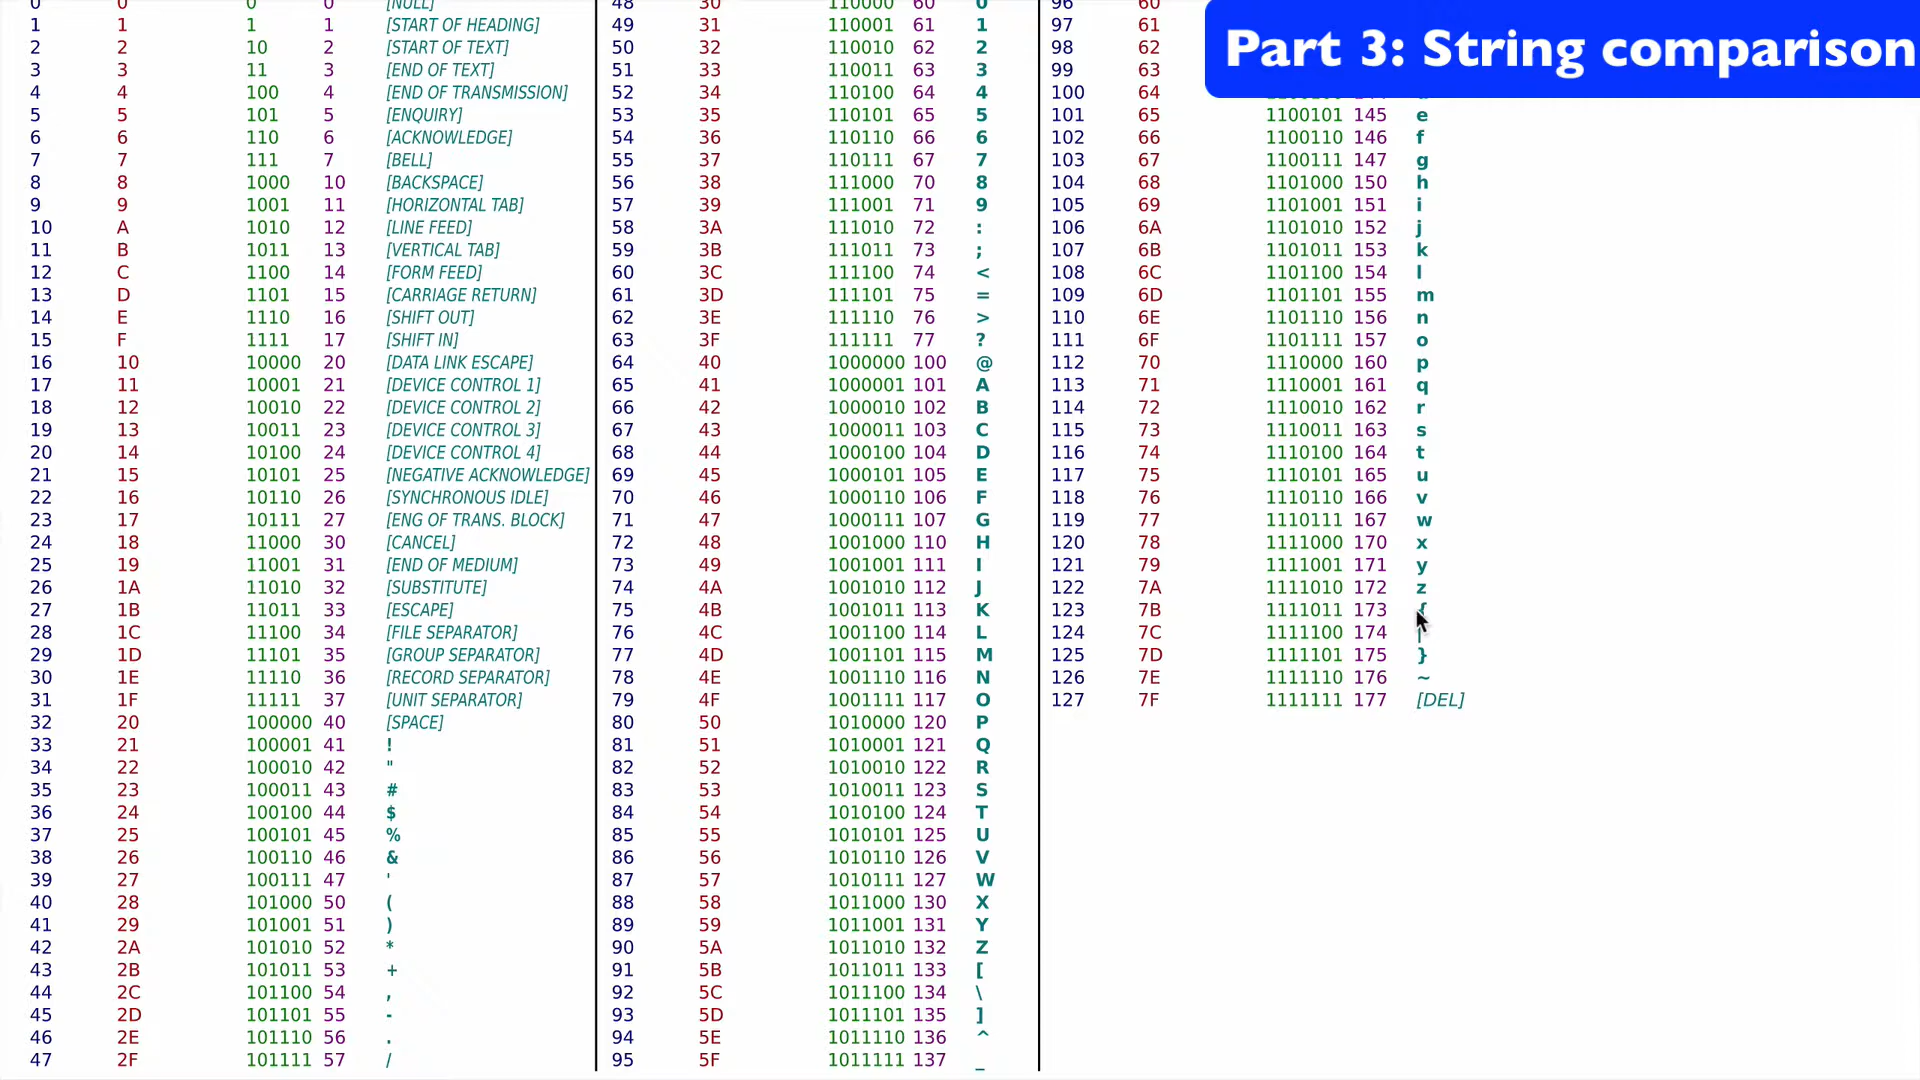 Part 3: String comparison
0 0 0 0 [NULL]
1 1 1 1 [START OF HEADING]
2 2 10 2 [START OF TEXT]
3 3 11 3 [END OF TEXT]
4 4 100 4 [END OF TRANSMISSION]
5 5 101 5 [ENQUIRY]
6 6 110 6 [ACKNOWLEDGE]
7 7 111 7 [BELL]
8 8 1000 10 [BACKSPACE]
9 9 1001 11 [HORIZONTAL TAB]
10 A 1010 12 [LINE FEED]
11 B 1011 13 [VERTICAL TAB]
12 C 1100 14 [FORM FEED]
13 D 1101 15 [CARRIAGE RETURN]
14 E 1110 16 [SHIFT OUT]
15 F 1111 17 [SHIFT IN]
16 10 10000 20 [DATA LINK ESCAPE]
17 11 10001 21 [DEVICE CONTROL 1]
18 12 10010 22 [DEVICE CONTROL 2]
19 13 10011 23 [DEVICE CONTROL 3]
20 14 10100 24 [DEVICE CONTROL 4]
21 15 10101 25 [NEGATIVE ACKNOWLEDGE]
22 16 10110 26 [SYNCHRONOUS IDLE]
23 17 10111 27 [ENG OF TRANS. BLOCK]
24 18 11000 30 [CANCEL]
25 19 11001 31 [END OF MEDIUM]
26 1A 11010 32 [SUBSTITUTE]
27 1B 11011 33 [ESCAPE]
28 1C 11100 34 [FILE SEPARATOR]
29 1D 11101 35 [GROUP SEPARATOR]
30 1E 11110 36 [RECORD SEPARATOR]
31 1F 11111 37 [UNIT SEPARATOR]
32 20 100000 40 [SPACE]
33 21 100001 41 !
34 22 100010 42 "
35 23 100011 43 #
36 24 100100 44 $
37 25 100101 45 %
38 26 100110 46 &
39 27 100111 47 '
40 28 101000 50 (
41 29 101001 51 )
42 2A 101010 52 *
43 2B 101011 53 +
44 2C 101100 54 ,
45 2D 101101 55 -
46 2E 101110 56 .
47 2F 101111 57 /
48 30 110000 60 0
49 31 110001 61 1
50 32 110010 62 2
51 33 110011 63 3
52 34 110100 64 4
53 35 110101 65 5
54 36 110110 66 6
55 37 110111 67 7
56 38 111000 70 8
57 39 111001 71 9
58 3A 111010 72 :
59 3B 111011 73 ;
60 3C 111100 74 <
61 3D 111101 75 =
62 3E 111110 76 >
63 3F 111111 77 ?
64 40 1000000 100 @
65 41 1000001 101 A
66 42 1000010 102 B
67 43 1000011 103 C
68 44 1000100 104 D
69 45 1000101 105 E
70 46 1000110 106 F
71 47 1000111 107 G
72 48 1001000 110 H
73 49 1001001 111 I
74 4A 1001010 112 J
75 4B 1001011 113 K
76 4C 1001100 114 L
77 4D 1001101 115 M
78 4E 1001110 116 N
79 4F 1001111 117 O
80 50 1010000 120 P
81 51 1010001 121 Q
82 52 1010010 122 R
83 53 1010011 123 S
84 54 1010100 124 T
85 55 1010101 125 U
86 56 1010110 126 V
87 57 1010111 127 W
88 58 1011000 130 X
89 59 1011001 131 Y
90 5A 1011010 132 Z
91 5B 1011011 133 [
92 5C 1011100 134 \
93 5D 1011101 135 ]
94 5E 1011110 136 ^
95 5F 1011111 137 _
96 60
97 61
98 62
99 63
100 64
101 65 1100101 145 e
102 66 1100110 146 f
103 67 1100111 147 g
104 68 1101000 150 h
105 69 1101001 151 i
106 6A 1101010 152 j
107 6B 1101011 153 k
108 6C 1101100 154 l
109 6D 1101101 155 m
110 6E 1101110 156 n
111 6F 1101111 157 o
112 70 1110000 160 p
113 71 1110001 161 q
114 72 1110010 162 r
115 73 1110011 163 s
116 74 1110100 164 t
117 75 1110101 165 u
118 76 1110110 166 v
119 77 1110111 167 w
120 78 1111000 170 x
121 79 1111001 171 y
122 7A 1111010 172 z
123 7B 1111011 173 {
124 7C 1111100 174 |
125 7D 1111101 175 }
126 7E 1111110 176 ~
127 7F 1111111 177 [DEL]